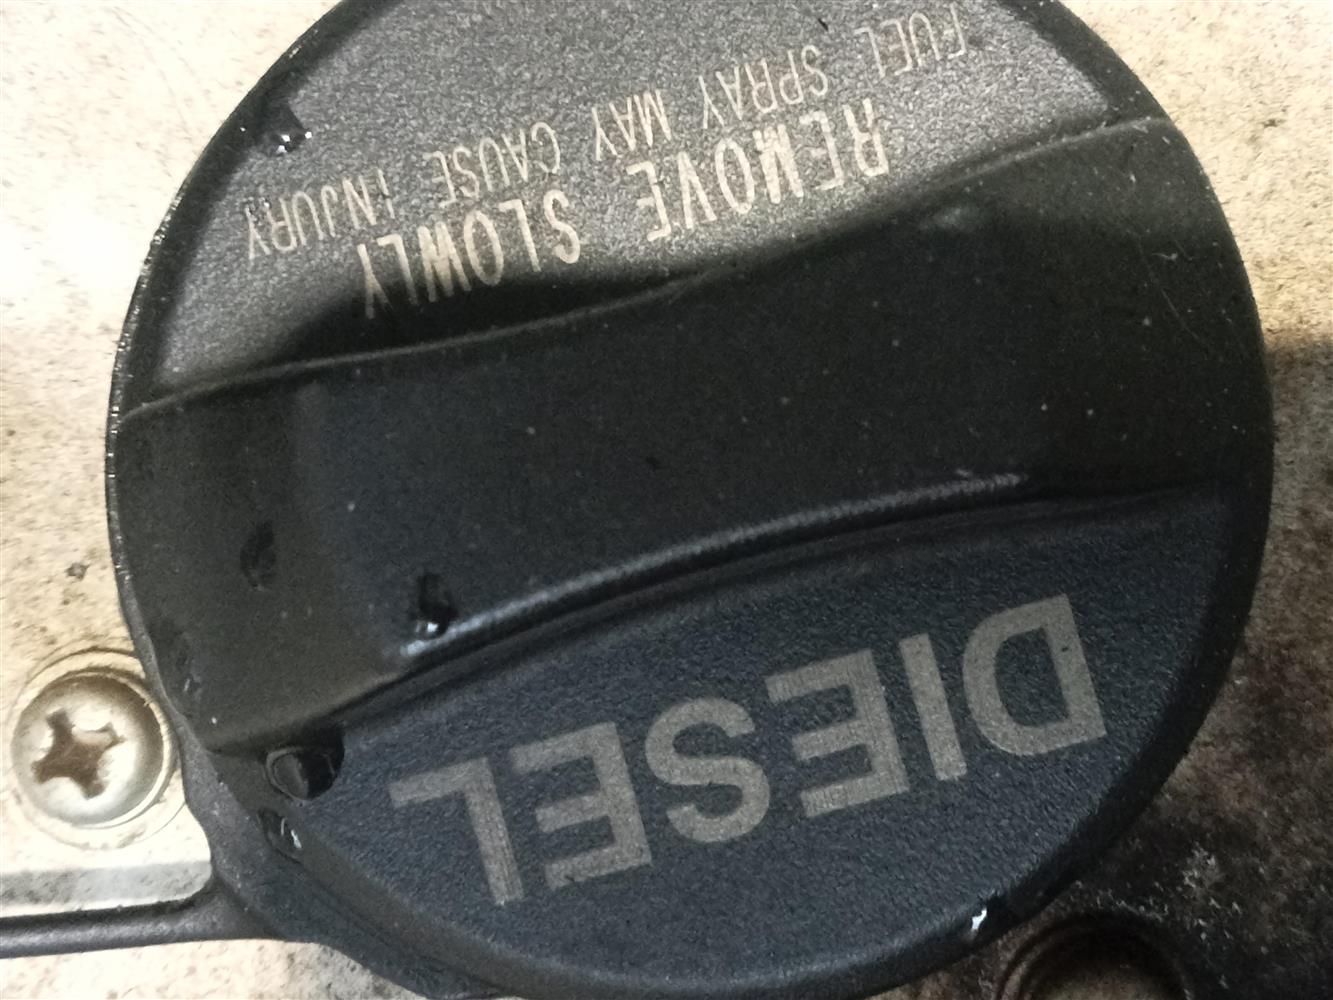 DIESEL
REMOVE SLOWLY
FUEL SPRAY MAY CAUSE INJURY